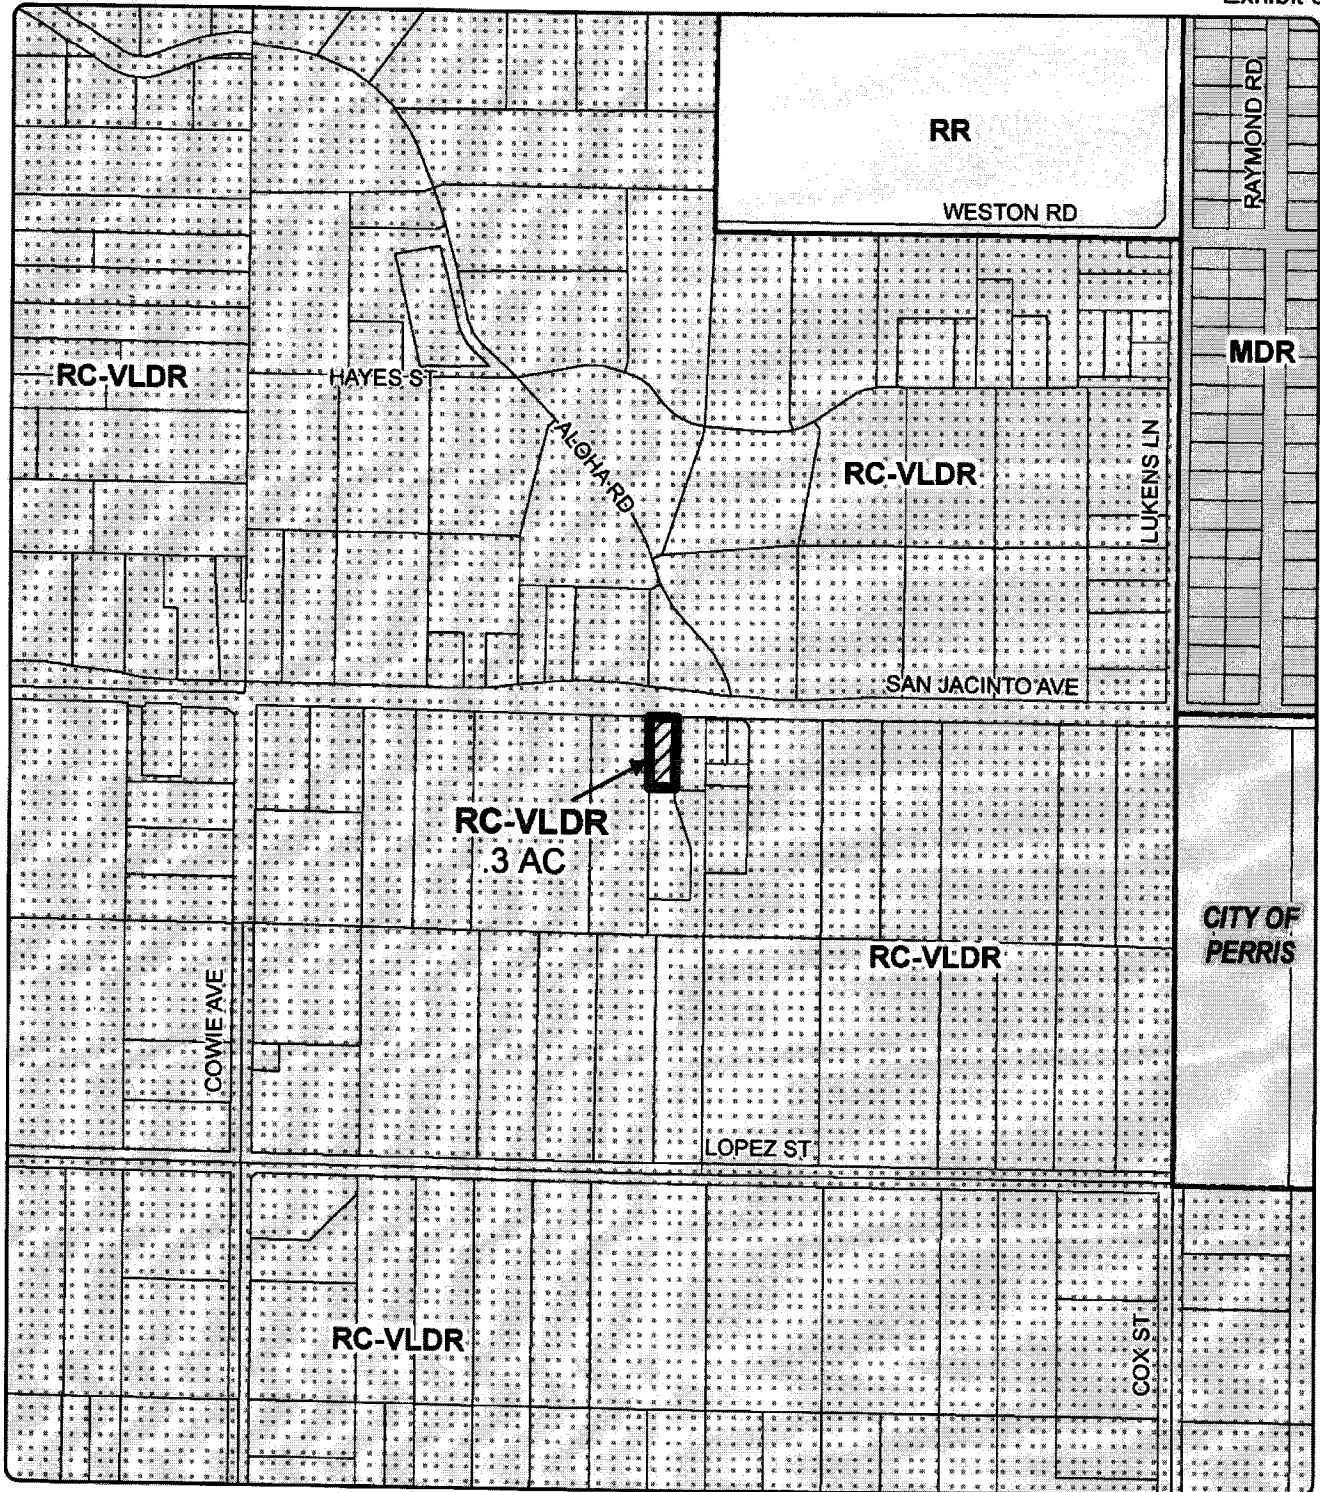 Exhibit
RAYMOND RD
RR
WESTON RD
MDR
RC-VLDR
HAYES ST
ALOHA RD
RC-VLDR
LUKENS LN
SAN JACINTO AVE
RC-VLDR
.3 AC
CITY OF
PERRIS
RC-VLDR
COWIE AVE
LOPEZ ST
RC-VLDR
COX ST